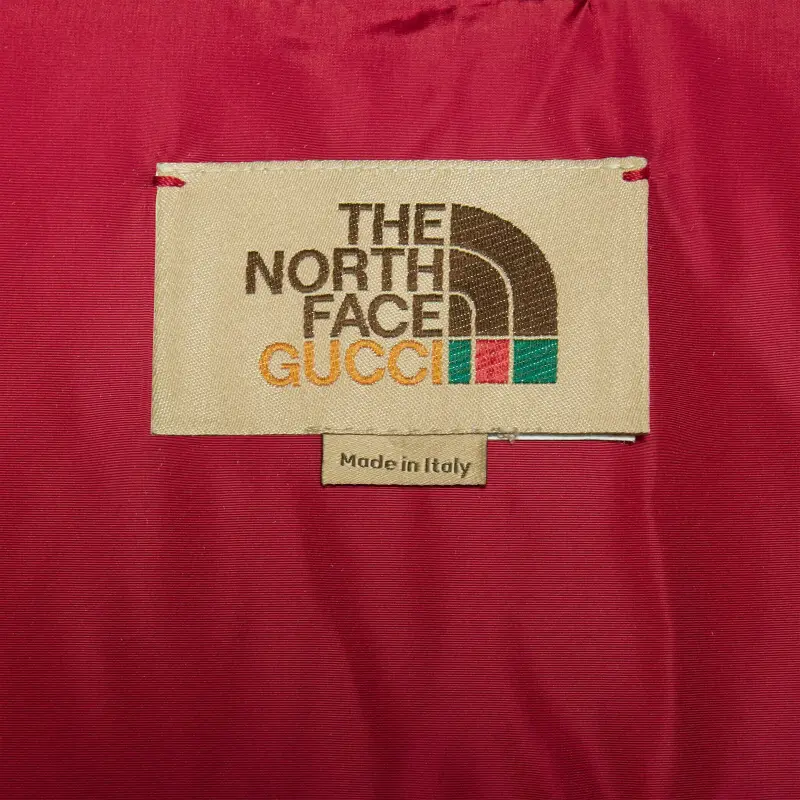 THE
NORTH
FACE
GUCCI
Made in Italy